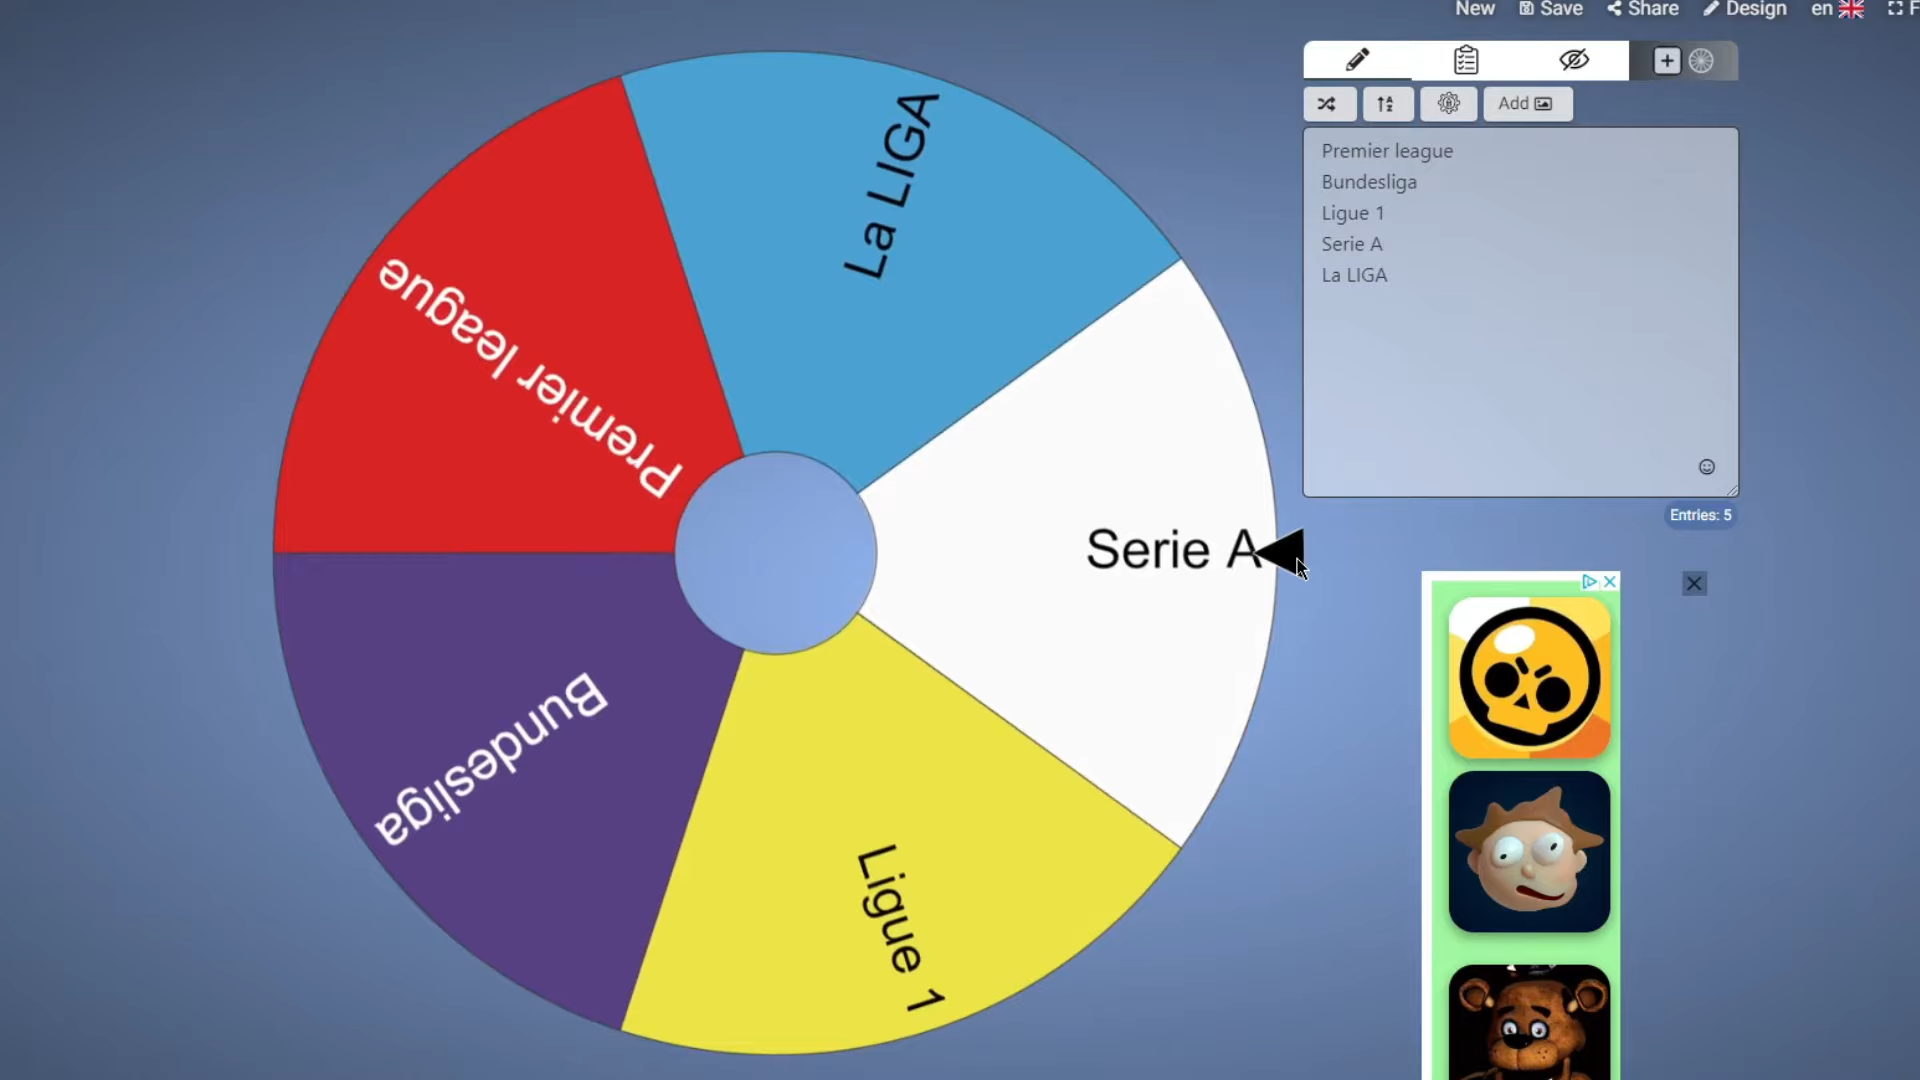 New Save Share Design en F
Add
Premier league
Bundesliga
Ligue 1
Serie A
La LIGA
Entries: 5
La LIGA
Premier league
Serie A
Bundesliga
Ligue 1